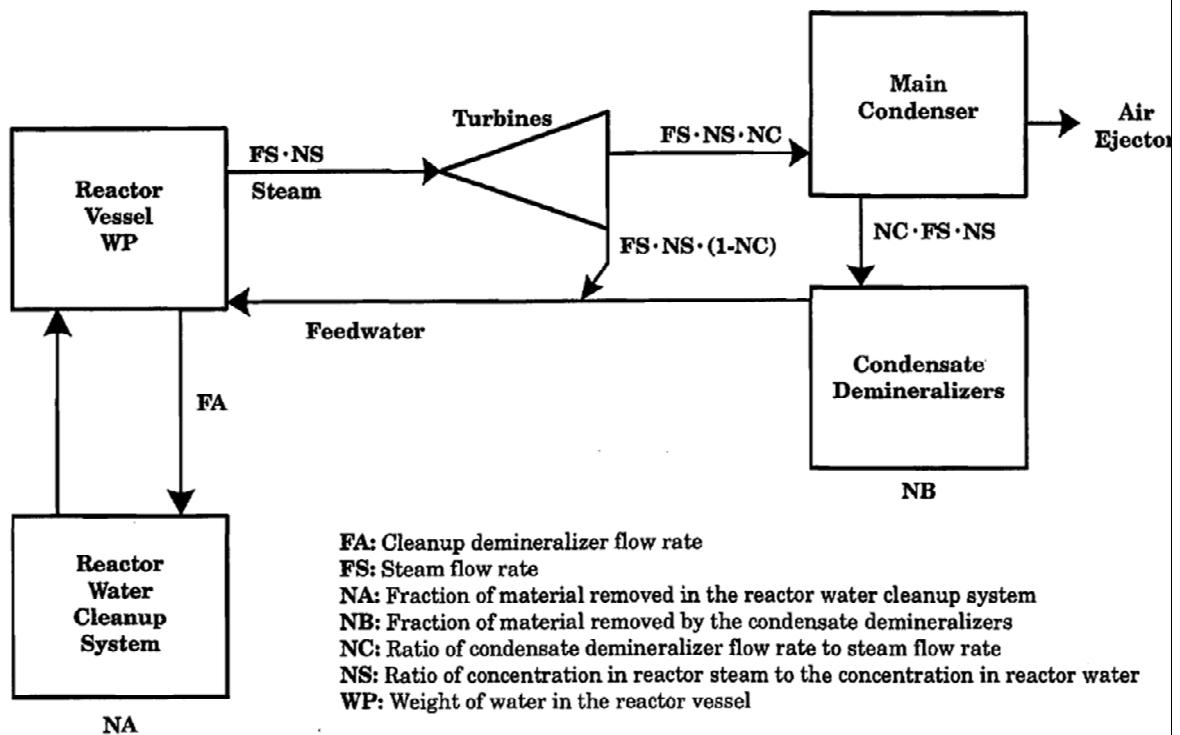 Main
Condenser
Air
Ejector
Turbines
FS·NS·NC
FS·NS
Steam
Reactor
Vessel
WP
NC·FS·NS
FS·NS·(1-NC)
Feedwater
Condensate
Demineralizers
FA
NB
Reactor
Water
Cleanup
System
NA
FA: Cleanup demineralizer flow rate
FS: Steam flow rate
NA: Fraction of material removed in the reactor water cleanup system
NB: Fraction of material removed by the condensate demineralizers
NC: Ratio of condensate demineralizer flow rate to steam flow rate
NS: Ratio of concentration in reactor steam to the concentration in reactor water
WP: Weight of water in the reactor vessel